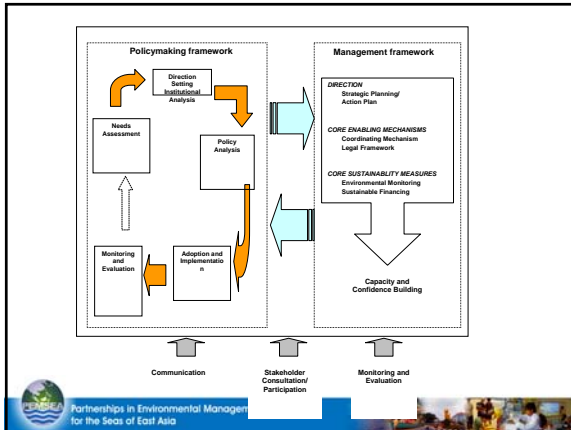 Policymaking framework
Management framework
Direction
Setting
Institutional
Analysis
Needs
Assessment
Policy
Analysis
Monitoring
and
Evaluation
Adoption and
Implementatio
n
DIRECTION
Strategic Planning/
Action Plan
CORE ENABLING MECHANISMS
Coordinating Mechanism
Legal Framework
CORE SUSTAINABLITY MEASURES
Environmental Monitoring
Sustainable Financing
Capacity and
Confidence Building
Communication
Stakeholder
Consultation/
Participation
Monitoring and
Evaluation
PEMSEA
Partnerships in Environmental Managem
for the Seas of East Asia